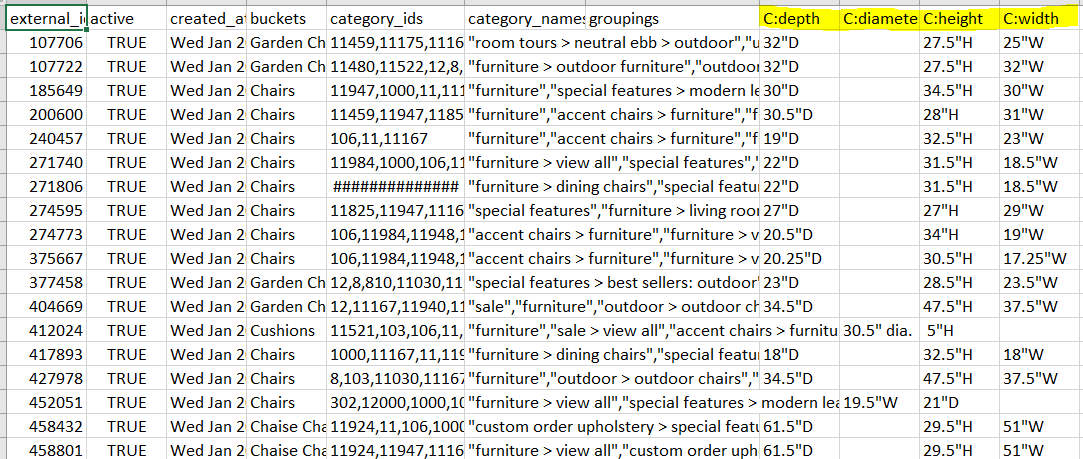 external_i active created_a buckets category_ids category_name groupings C:depth C:diamete C:height C:width
107706 TRUE Wed Jan 2 Garden Ch 11459,11175,1116 "room tours > neutral ebb > outdoor","u 32"D 27.5"H 25"W
107722 TRUE Wed Jan 2 Garden Ch 11480,11522,12,8, "furniture > outdoor furniture","outdoor 32"D 27.5"H 32"W
185649 TRUE Wed Jan 2 Chairs 11947,1000,11,111 "furniture","special features > modern le 30"D 34.5"H 30"W
200600 TRUE Wed Jan 2 Chairs 11459,11947,1185 "furniture","accent chairs > furniture","f 30.5"D 28"H 31"W
240457 TRUE Wed Jan 2 Chairs 106,11,11167 "furniture","accent chairs > furniture","f 19"D 32.5"H 23"W
271740 TRUE Wed Jan 2 Chairs 11984,1000,106,11 "furniture > view all","special features", 22"D 31.5"H 18.5"W
271806 TRUE Wed Jan 2 Chairs ############## "furniture > dining chairs","special featu 22"D 31.5"H 18.5"W
274595 TRUE Wed Jan 2 Chairs 11825,11947,1116 "special features","furniture > living roo 27"D 27"H 29"W
274773 TRUE Wed Jan 2 Chairs 106,11984,11948,1 "accent chairs > furniture","furniture > v 20.5"D 34"H 19"W
375667 TRUE Wed Jan 2 Chairs 106,11984,11948,1 "accent chairs > furniture","furniture > v 20.25"D 30.5"H 17.25"W
377458 TRUE Wed Jan 2 Garden Ch 12,8,810,11030,11 "special features > best sellers: outdoor 23"D 28.5"H 23.5"W
404669 TRUE Wed Jan 2 Garden Ch 12,11167,11940,11 "sale","furniture","outdoor > outdoor ch 34.5"D 47.5"H 37.5"W
412024 TRUE Wed Jan 2 Cushions 11521,103,106,11, "furniture","sale > view all","accent chairs > furnitu 30.5" dia. 5"H
417893 TRUE Wed Jan 2 Chairs 1000,11167,11,119 "furniture > dining chairs","special featu 18"D 32.5"H 18"W
427978 TRUE Wed Jan 2 Chairs 8,103,11030,11167 "furniture","outdoor > outdoor chairs"," 34.5"D 47.5"H 37.5"W
452051 TRUE Wed Jan 2 Chairs 302,12000,1000,10 "furniture > view all","special features > modern lea 19.5"W 21"D
458432 TRUE Wed Jan 2 Chaise Cha 11924,11,106,1000 "custom order upholstery > special featu 61.5"D 29.5"H 51"W
458801 TRUE Wed Jan 2 Chaise Cha 11924,11947,1116 "furniture > view all","custom order uph 61.5"D 29.5"H 51"W